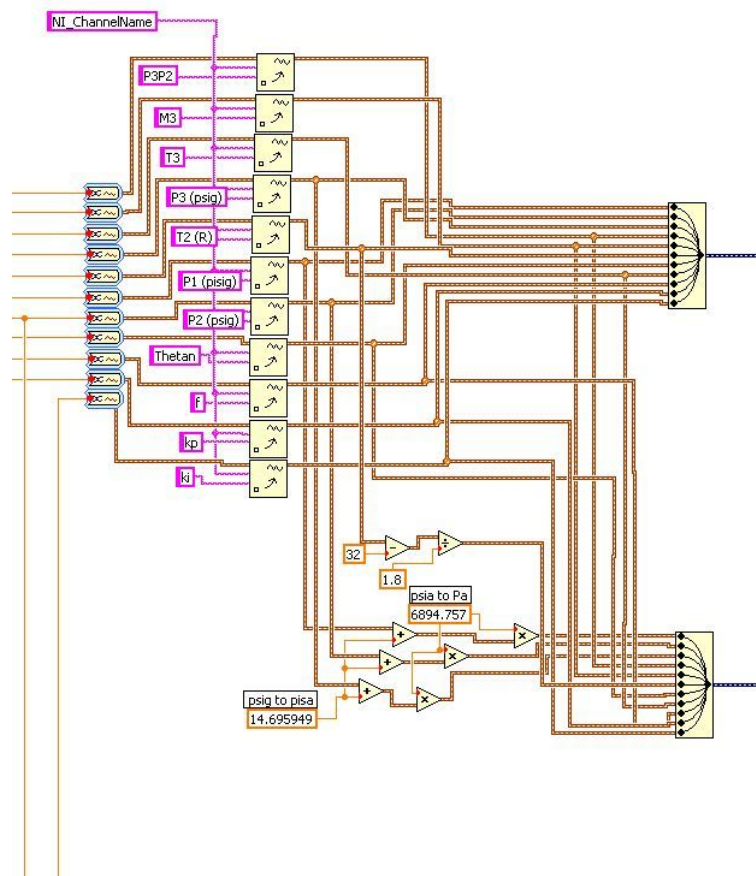 NI_ChannelName
P3P2
M3
T3
P3 (psig)
T2 (R)
P1 (pisig)
P2 (psig)
Thetan
f
kp
ki
32
1.8
psia to Pa
6894.757
psig to pisa
14.695949